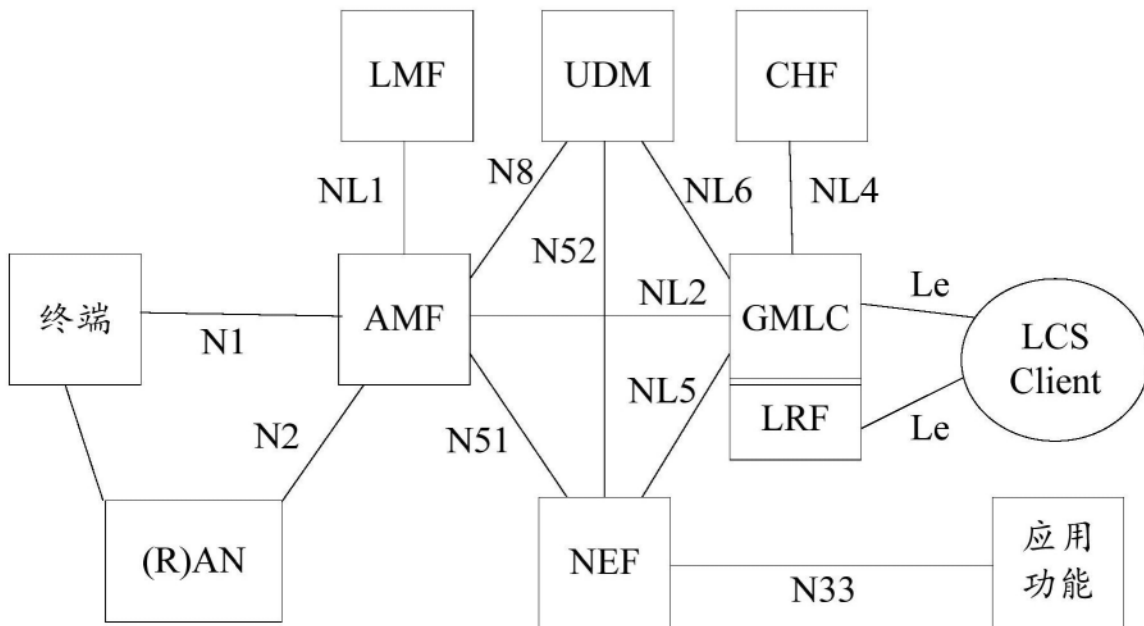 LMF
UDM
CHF
NL1
N8
NL6
NL4
N52
终端
N1
AMF
NL2
GMLC
Le
LCS
Client
N2
N51
NL5
LRF
Le
(R)AN
NEF
N33
应用
功能